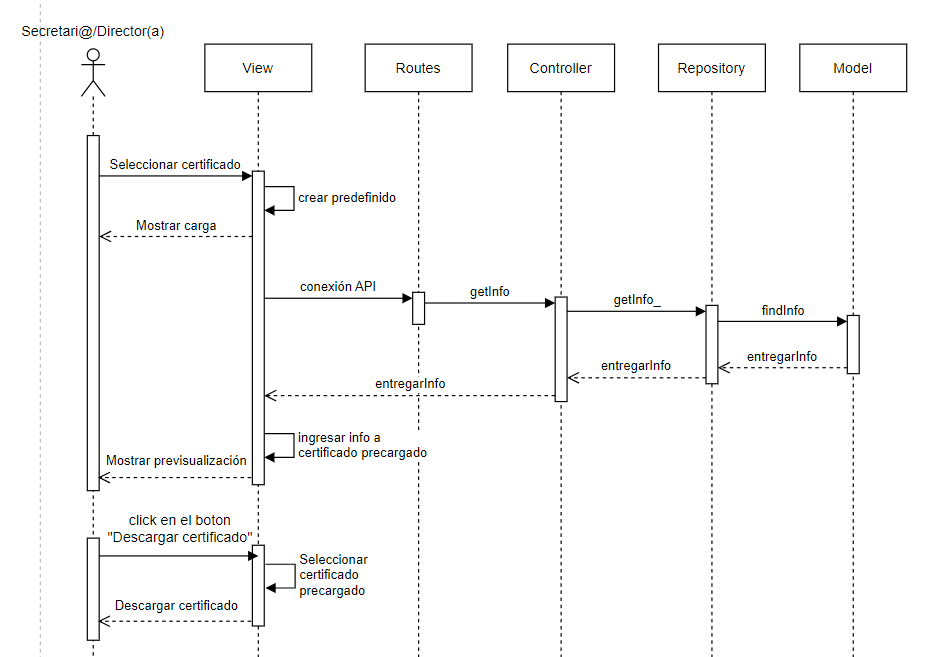 Secretari@/Director(a)
View
Routes
Controller
Repository
Model
Seleccionar certificado
crear predefinido
Mostrar carga
conexión API
getInfo
getInfo_
findInfo
entregarInfo
entregarInfo
entregarInfo
ingresar info a
certificado precargado
Mostrar previsualización
click en el boton
"Descargar certificado"
Seleccionar
certificado
precargado
Descargar certificado